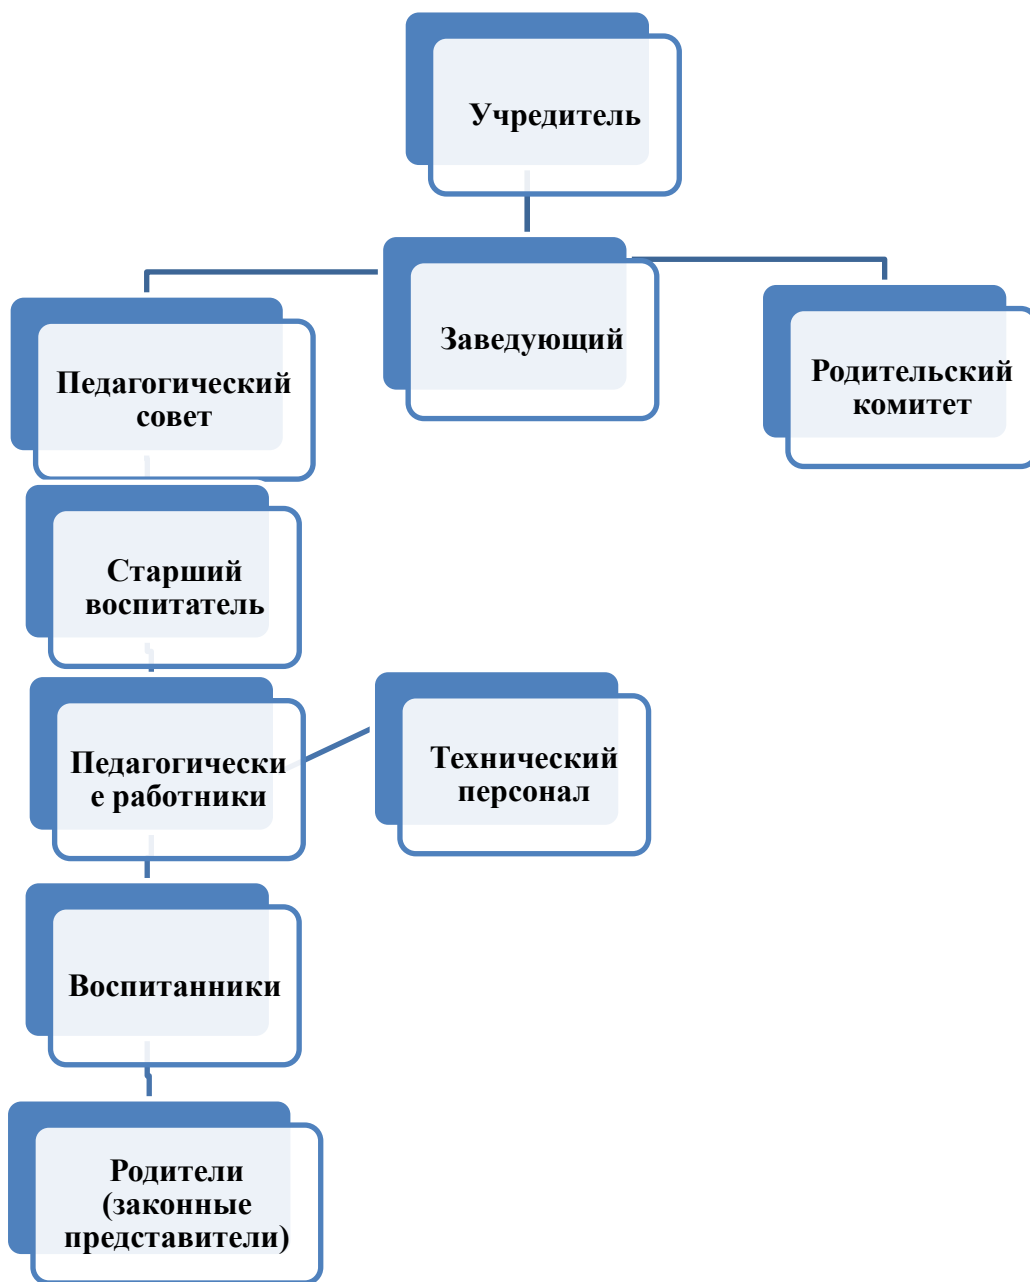 Учредитель
Заведующий
Педагогический
совет
Родительский
комитет
Старший
воспитатель
Педагогически
е работники
Технический
персонал
Воспитанники
Родители
(законные
представители)